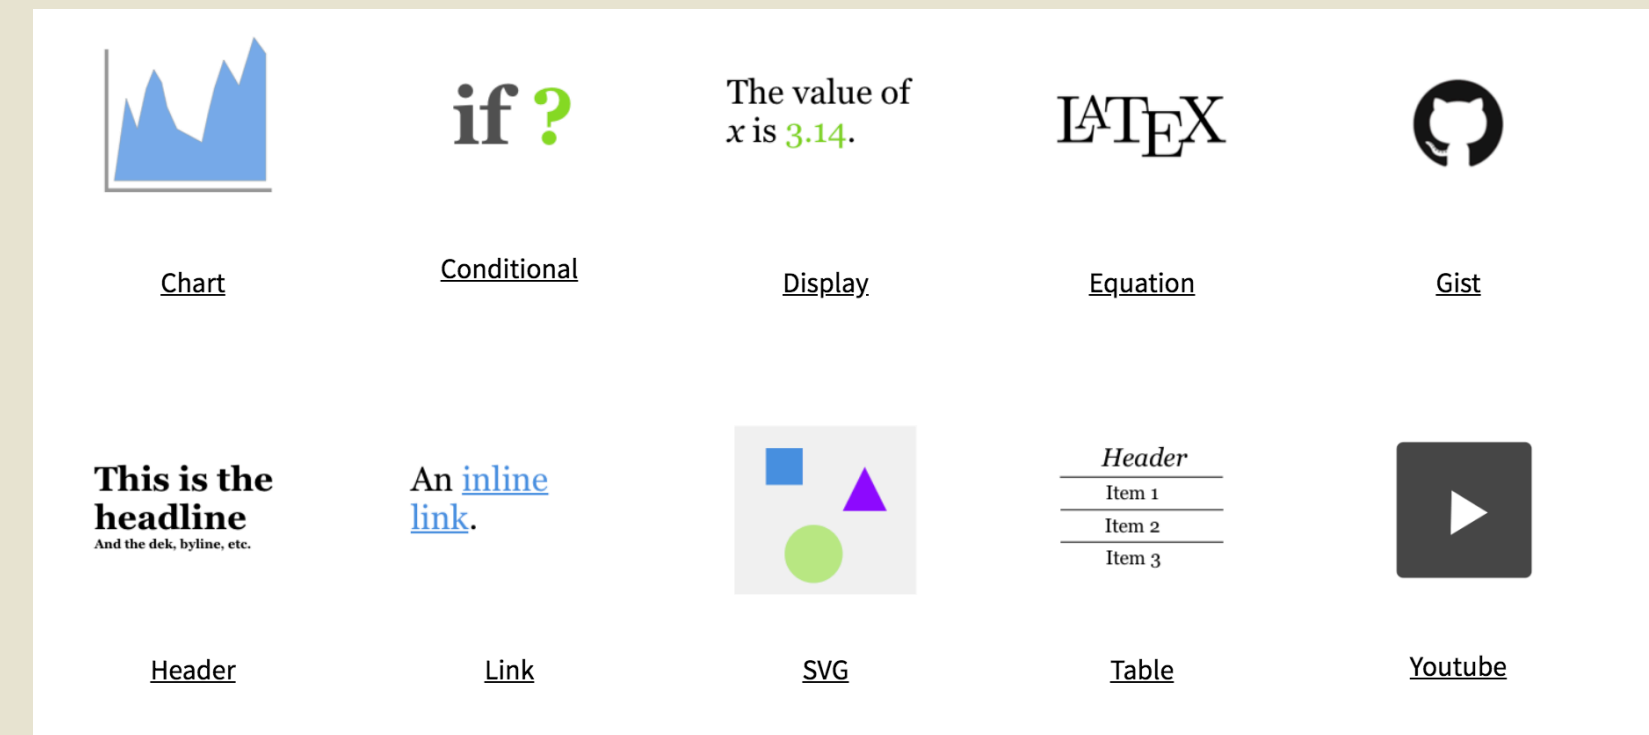 if ?
The value of
x is 3.14.
LATEX
Chart
Conditional
Display
Equation
Gist
This is the
headline
And the dek, byline, etc.
An inline
link.
Header
Item 1
Item 2
Item 3
Header
Link
SVG
Table
Youtube